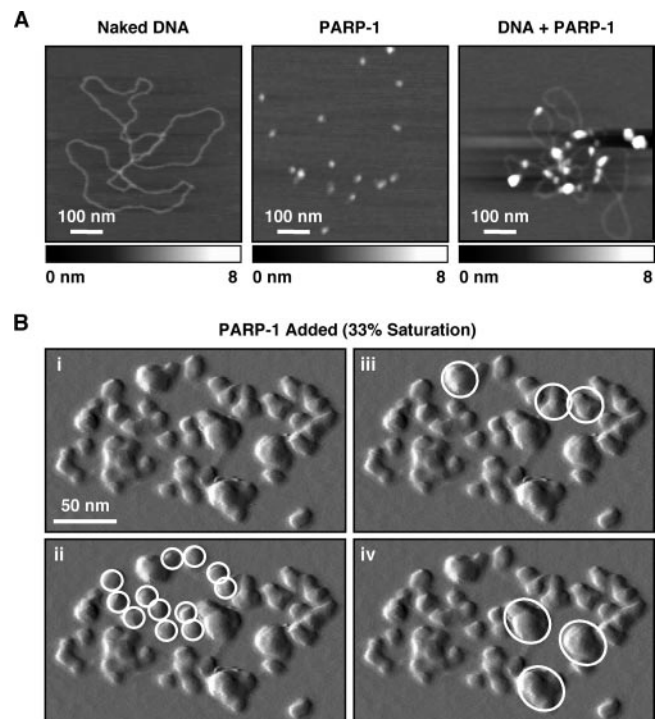 A
Naked DNA
PARP-1
DNA + PARP-1
100 nm
100 nm
100 nm
0 nm 8
0 nm 8
0 nm 8
B
PARP-1 Added (33% Saturation)
i
iii
50 nm
ii
iv